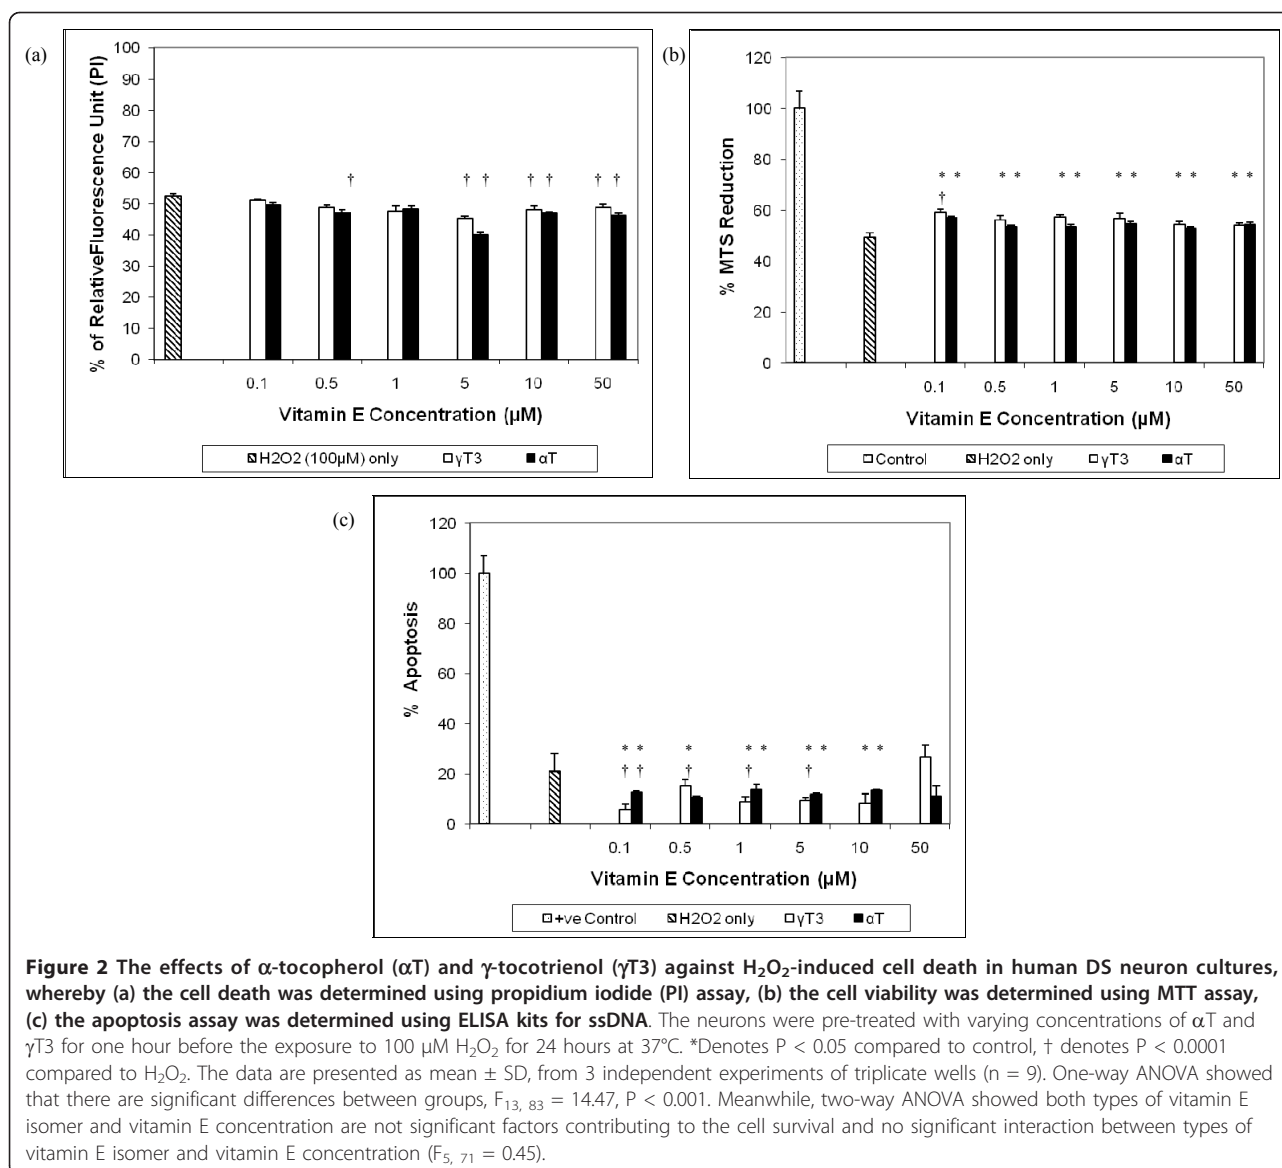 (a)
100
90
80
70
60
50
40
30
20
10
0
% of RelativeFluorescence Unit (PI)
† † † † † † †
0.1 0.5 1 5 10 50
Vitamin E Concentration (µM)
H2O2 (100µM) only γT3 αT
(b)
120
100
80
60
40
20
0
% MTS Reduction
* * * * * * * * * * * *
†
0.1 0.5 1 5 10 50
Vitamin E Concentration (µM)
Control H2O2 only γT3 αT
(c)
120
100
80
60
40
20
0
% Apoptosis
* * * * * * * * *
† † † † †
0.1 0.5 1 5 10 50
Vitamin E Concentration (µM)
+ve Control H2O2 only γT3 αT
Figure 2 The effects of α-tocopherol (αT) and γ-tocotrienol (γT3) against H₂O₂-induced cell death in human DS neuron cultures,
whereby (a) the cell death was determined using propidium iodide (PI) assay, (b) the cell viability was determined using MTT assay,
(c) the apoptosis assay was determined using ELISA kits for ssDNA. The neurons were pre-treated with varying concentrations of αT and
γT3 for one hour before the exposure to 100 μM H₂O₂ for 24 hours at 37°C. *Denotes P < 0.05 compared to control, † denotes P < 0.0001
compared to H₂O₂. The data are presented as mean ± SD, from 3 independent experiments of triplicate wells (n = 9). One-way ANOVA showed
that there are significant differences between groups, F₁₃, ₈₃ = 14.47, P < 0.001. Meanwhile, two-way ANOVA showed both types of vitamin E
isomer and vitamin E concentration are not significant factors contributing to the cell survival and no significant interaction between types of
vitamin E isomer and vitamin E concentration (F₅, ₇₁ = 0.45).